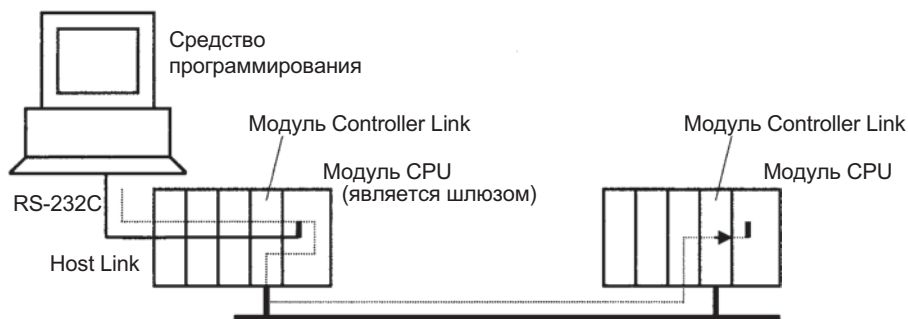 Средство
программирования
Модуль Controller Link
Модуль CPU
(является шлюзом)
Модуль Controller Link
Модуль CPU
RS-232C
Host Link